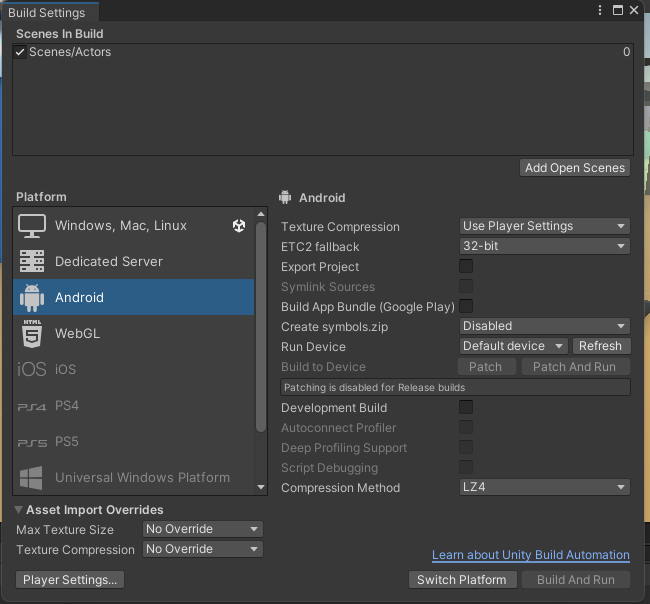 Build Settings
Scenes In Build
Scenes/Actors 0
Add Open Scenes
Platform
Windows, Mac, Linux
Dedicated Server
Android
HTML 5 WebGL
iOS iOS
PS4 PS4
PS5 PS5
Universal Windows Platform
Android
Texture Compression Use Player Settings
ETC2 fallback 32-bit
Export Project
Symlink Sources
Build App Bundle (Google Play)
Create symbols.zip Disabled
Run Device Default device Refresh
Build to Device Patch Patch And Run
Patching is disabled for Release builds
Development Build
Autoconnect Profiler
Deep Profiling Support
Script Debugging
Compression Method LZ4
Asset Import Overrides
Max Texture Size No Override
Texture Compression No Override
Learn about Unity Build Automation
Player Settings... Switch Platform Build And Run